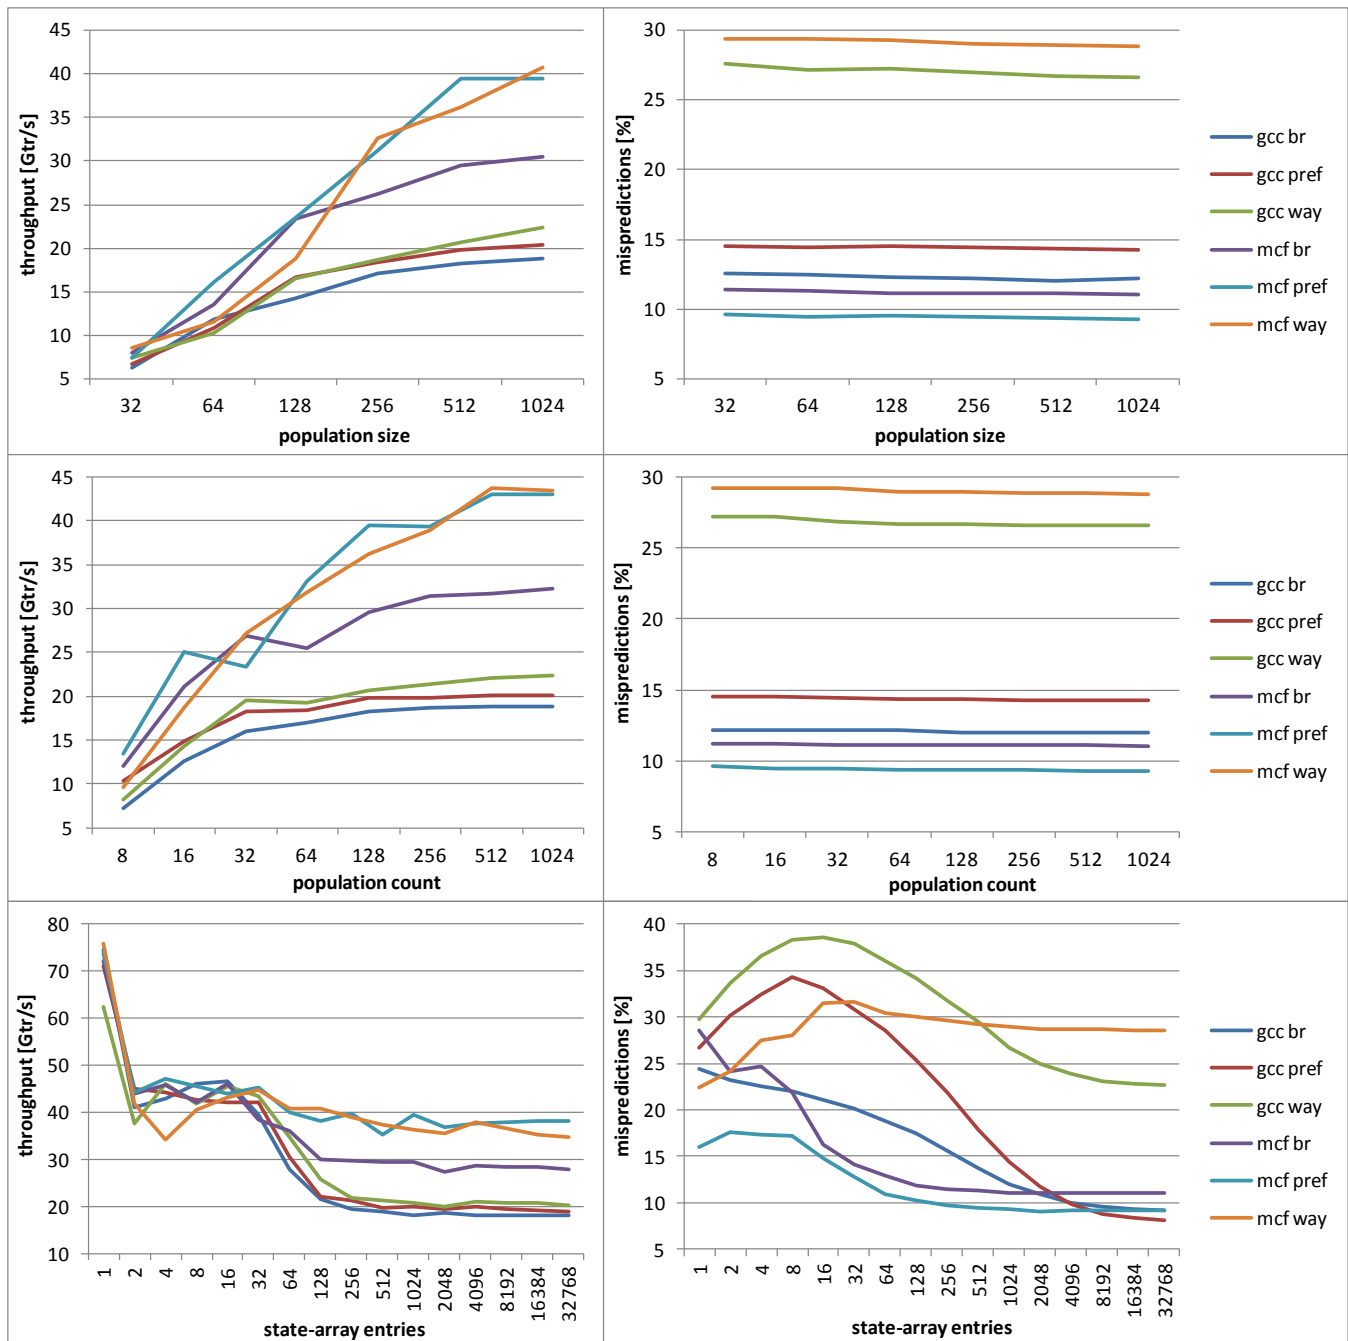 throughput [Gtr/s]
45
40
35
30
25
20
15
10
5
32 64 128 256 512 1024
population size
mispredictions [%]
30
25
20
15
10
5
32 64 128 256 512 1024
population size
gcc br
gcc pref
gcc way
mcf br
mcf pref
mcf way
throughput [Gtr/s]
45
40
35
30
25
20
15
10
5
8 16 32 64 128 256 512 1024
population count
mispredictions [%]
30
25
20
15
10
5
8 16 32 64 128 256 512 1024
population count
gcc br
gcc pref
gcc way
mcf br
mcf pref
mcf way
throughput [Gtr/s]
80
70
60
50
40
30
20
10
1 2 4 8 16 32 64 128 256 512 1024 2048 4096 8192 16384 32768
state-array entries
mispredictions [%]
40
35
30
25
20
15
10
5
1 2 4 8 16 32 64 128 256 512 1024 2048 4096 8192 16384 32768
state-array entries
gcc br
gcc pref
gcc way
mcf br
mcf pref
mcf way